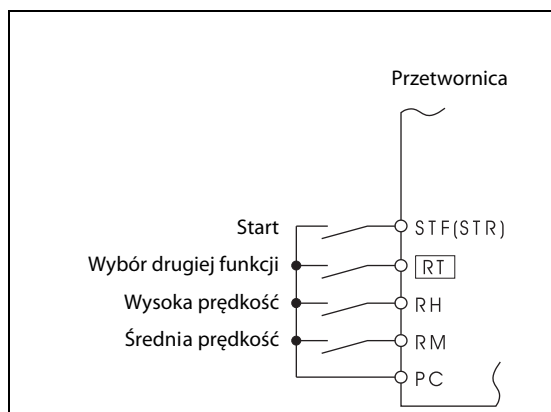 Przetwornica
Start STF(STR)
Wybór drugiej funkcji RT
Wysoka prędkość RH
Średnia prędkość RM
PC